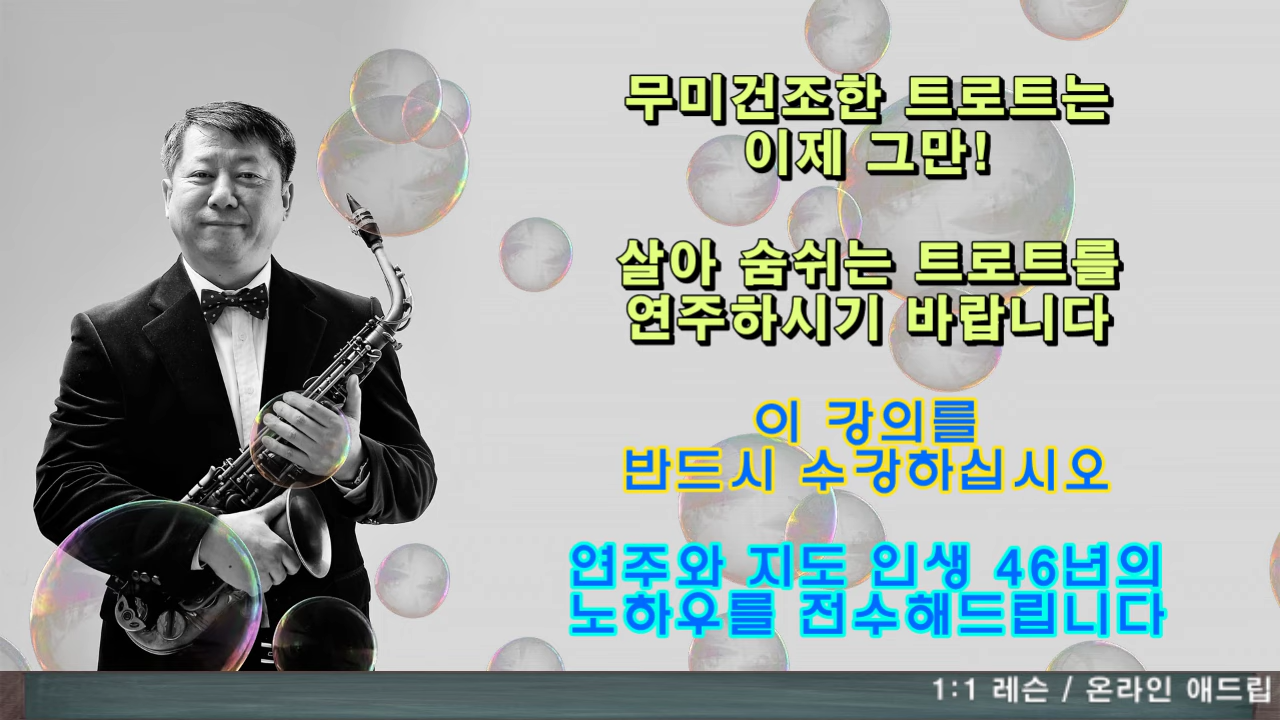 무미건조한 트로트는
이제 그만!
살아 숨쉬는 트로트를
연주하시기 바랍니다
이 강의를
반드시 수강하십시오
연주와 지도 인생 46년의
노하우를 전수해드립니다
1:1 레슨 / 온라인 애드립